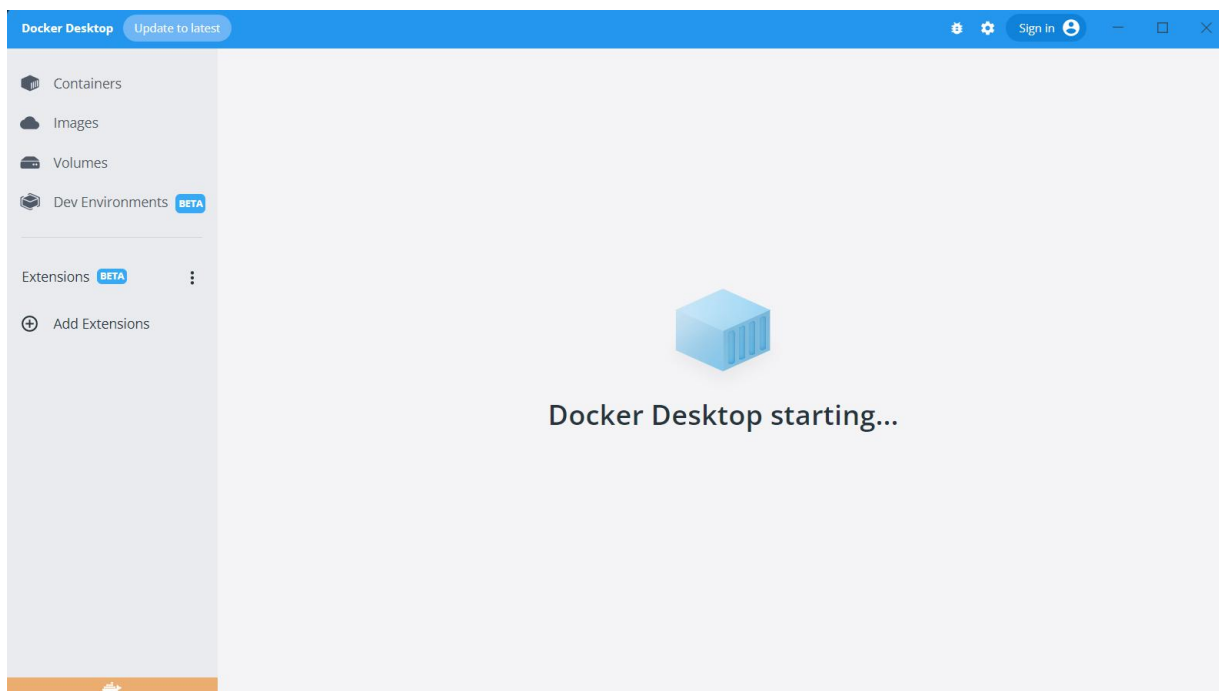 Docker Desktop Update to latest Sign in
Containers
Images
Volumes
Dev Environments BETA
Extensions BETA
Add Extensions
Docker Desktop starting...